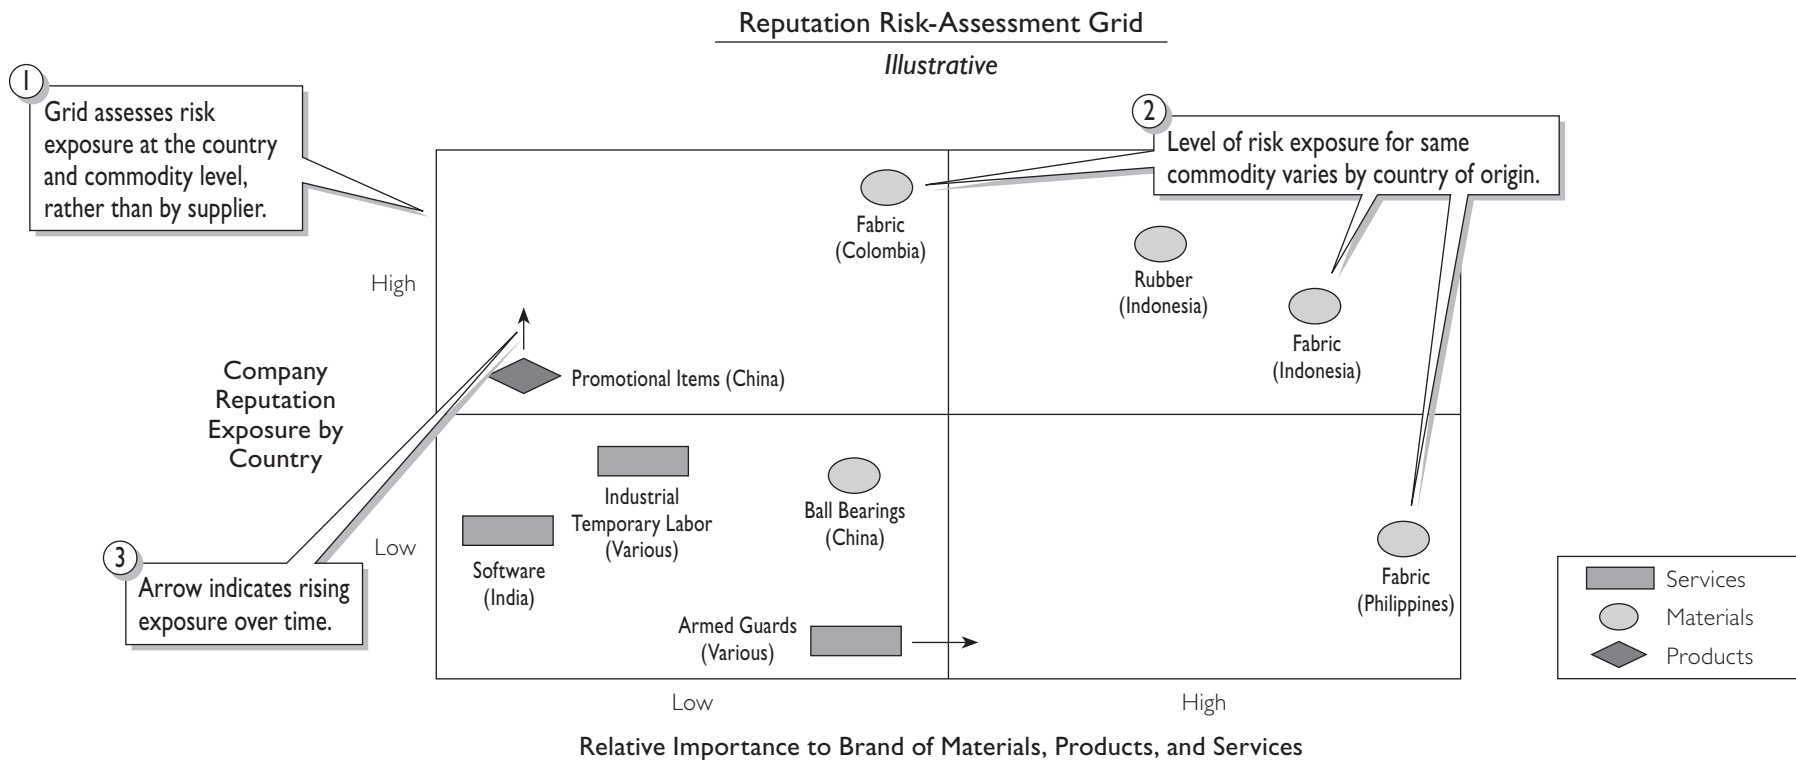 Reputation Risk-Assessment Grid
Illustrative
1
Grid assesses risk
exposure at the country
and commodity level,
rather than by supplier.
2
Level of risk exposure for same
commodity varies by country of origin.
Fabric
(Colombia)
Rubber
(Indonesia)
Fabric
(Indonesia)
High
Promotional Items (China)
Company
Reputation
Exposure by
Country
Industrial
Temporary Labor
(Various)
Ball Bearings
(China)
Low
Software
(India)
Fabric
(Philippines)
3
Arrow indicates rising
exposure over time.
Armed Guards
(Various)
Services
Materials
Products
Low
High
Relative Importance to Brand of Materials, Products, and Services